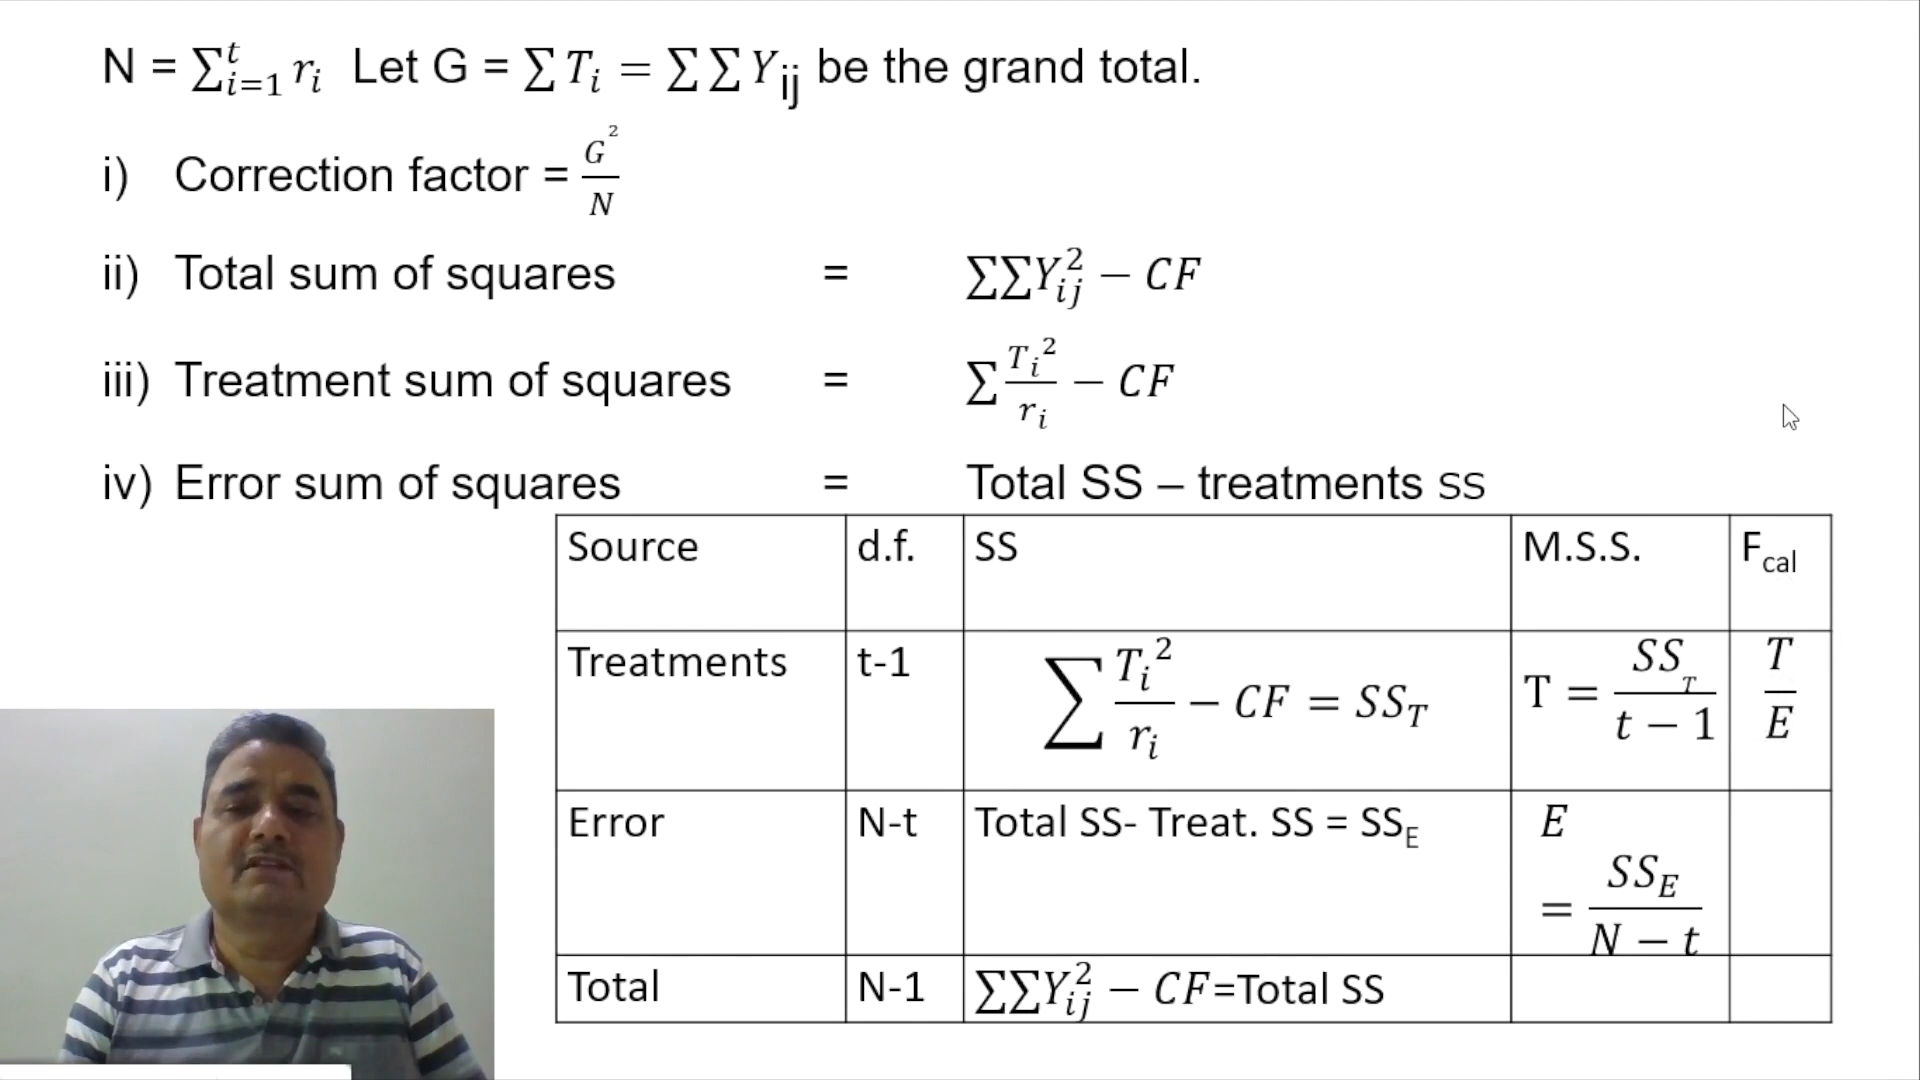 N = ∑ᵗᵢ₌₁ rᵢ Let G = ∑ Tᵢ = ∑ ∑ Yᵢⱼ be the grand total.
i) Correction factor = G²/N
ii) Total sum of squares = ∑∑Yᵢⱼ² − CF
iii) Treatment sum of squares = ∑ Tᵢ²/rᵢ − CF
iv) Error sum of squares = Total SS – treatments SS
Source d.f. SS M.S.S. F_cal
Treatments t-1 ∑ Tᵢ²/rᵢ − CF = SS_T T = SS_T/(t − 1) T/E
Error N-t Total SS- Treat. SS = SS_E E = SS_E/(N − t)
Total N-1 ∑∑Yᵢⱼ² − CF=Total SS